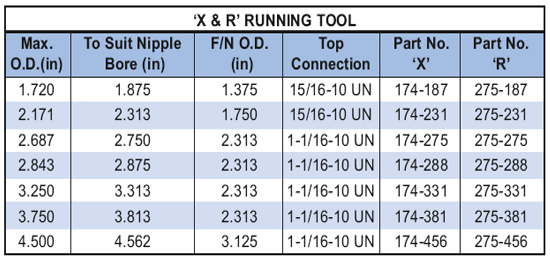 ‘X & R’ RUNNING TOOL
Max. O.D.(in) To Suit Nipple Bore (in) F/N O.D. (in) Top Connection Part No. ‘X’ Part No. ‘R’
1.720 1.875 1.375 15/16-10 UN 174-187 275-187
2.171 2.313 1.750 15/16-10 UN 174-231 275-231
2.687 2.750 2.313 1-1/16-10 UN 174-275 275-275
2.843 2.875 2.313 1-1/16-10 UN 174-288 275-288
3.250 3.313 2.313 1-1/16-10 UN 174-331 275-331
3.750 3.813 2.313 1-1/16-10 UN 174-381 275-381
4.500 4.562 3.125 1-1/16-10 UN 174-456 275-456